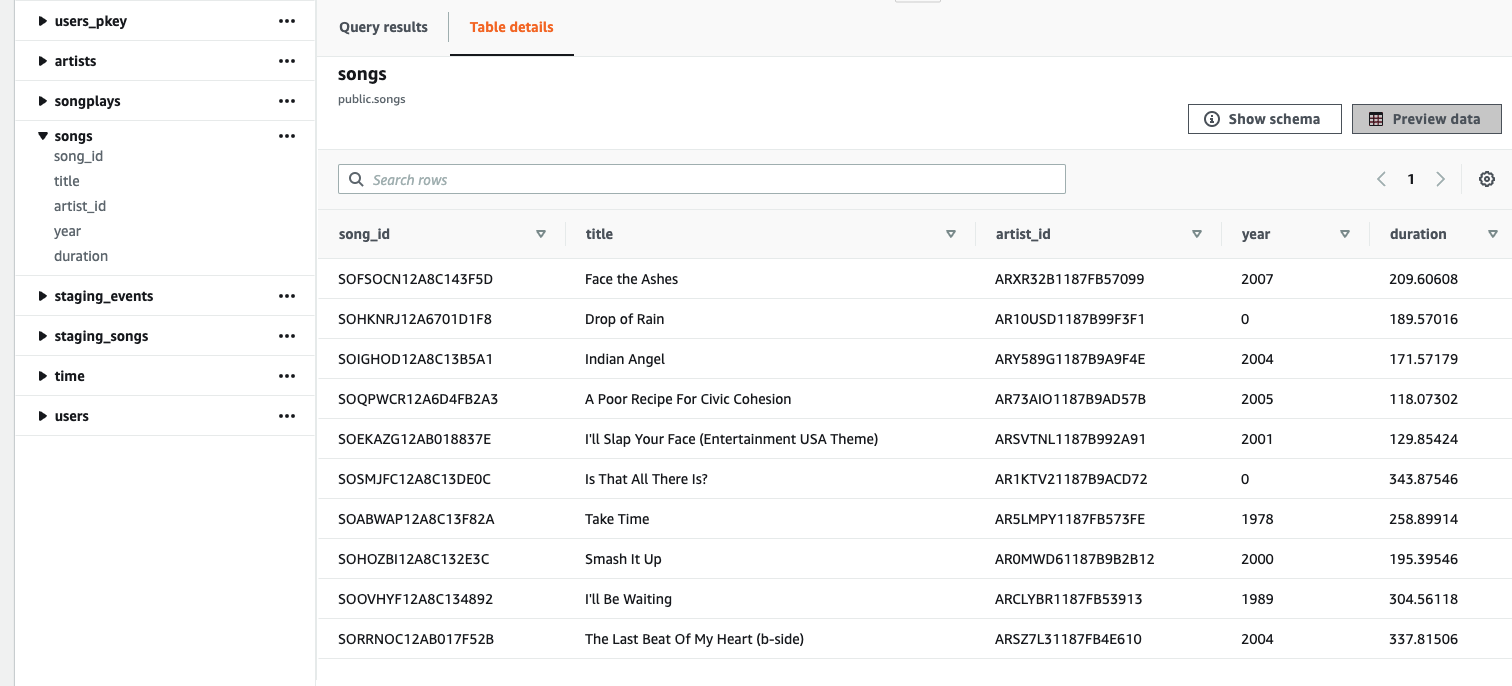 users_pkey
artists
songplays
songs
song_id
title
artist_id
year
duration
staging_events
staging_songs
time
users
Query results Table details
songs
public.songs
Show schema Preview data
Search rows 1
song_id title artist_id year duration
SOFSOCN12A8C143F5D Face the Ashes ARXR32B1187FB57099 2007 209.60608
SOHKNRJ12A6701D1F8 Drop of Rain AR10USD1187B99F3F1 0 189.57016
SOIGHOD12A8C13B5A1 Indian Angel ARY589G1187B9A9F4E 2004 171.57179
SOQPWCR12A6D4FB2A3 A Poor Recipe For Civic Cohesion AR73AIO1187B9AD57B 2005 118.07302
SOEKAZG12AB018837E I'll Slap Your Face (Entertainment USA Theme) ARSVTNL1187B992A91 2001 129.85424
SOSMJFC12A8C13DE0C Is That All There Is? AR1KTV21187B9ACD72 0 343.87546
SOABWAP12A8C13F82A Take Time AR5LMPY1187FB573FE 1978 258.89914
SOHOZBI12A8C132E3C Smash It Up AR0MWD61187B9B2B12 2000 195.39546
SOOVHYF12A8C134892 I'll Be Waiting ARCLYBR1187FB53913 1989 304.56118
SORRNOC12AB017F52B The Last Beat Of My Heart (b-side) ARSZ7L31187FB4E610 2004 337.81506